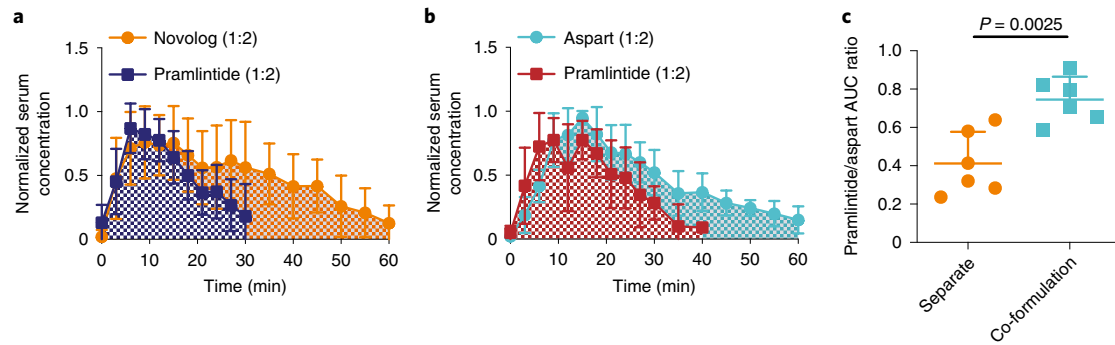 a
Novolog (1:2)
Pramlintide (1:2)
Normalized serum
concentration
1.5
1.0
0.5
0
0 10 20 30 40 50 60
Time (min)
b
Aspart (1:2)
Pramlintide (1:2)
Normalized serum
concentration
1.5
1.0
0.5
0
0 10 20 30 40 50 60
Time (min)
c
P = 0.0025
Pramlintide/aspart AUC ratio
1.0
0.8
0.6
0.4
0.2
0
Separate
Co-formulation